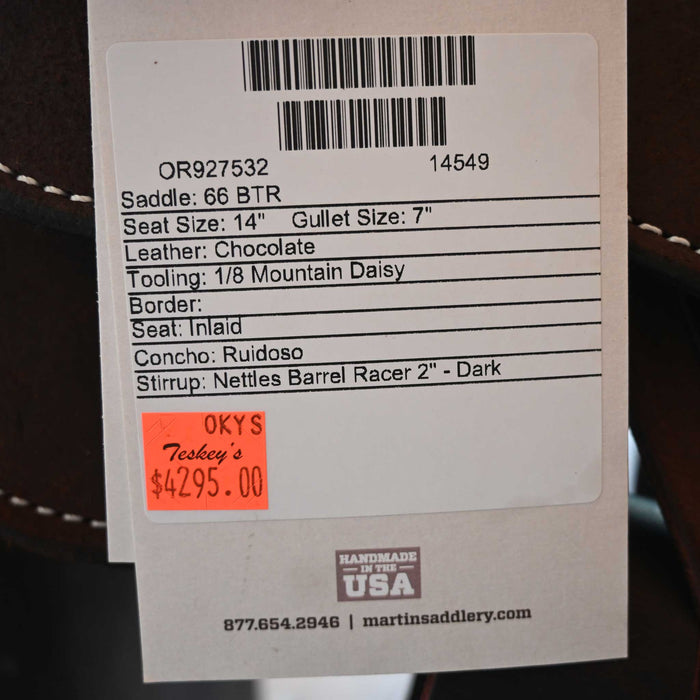 OR927532 14549
Saddle: 66 BTR
Seat Size: 14" Gullet Size: 7"
Leather: Chocolate
Tooling: 1/8 Mountain Daisy
Border:
Seat: Inlaid
Concho: Ruidoso
Stirrup: Nettles Barrel Racer 2" - Dark
OKYS
Teskey's
$4295.00
HANDMADE
IN THE
USA
877.654.2946 | martinsaddlery.com